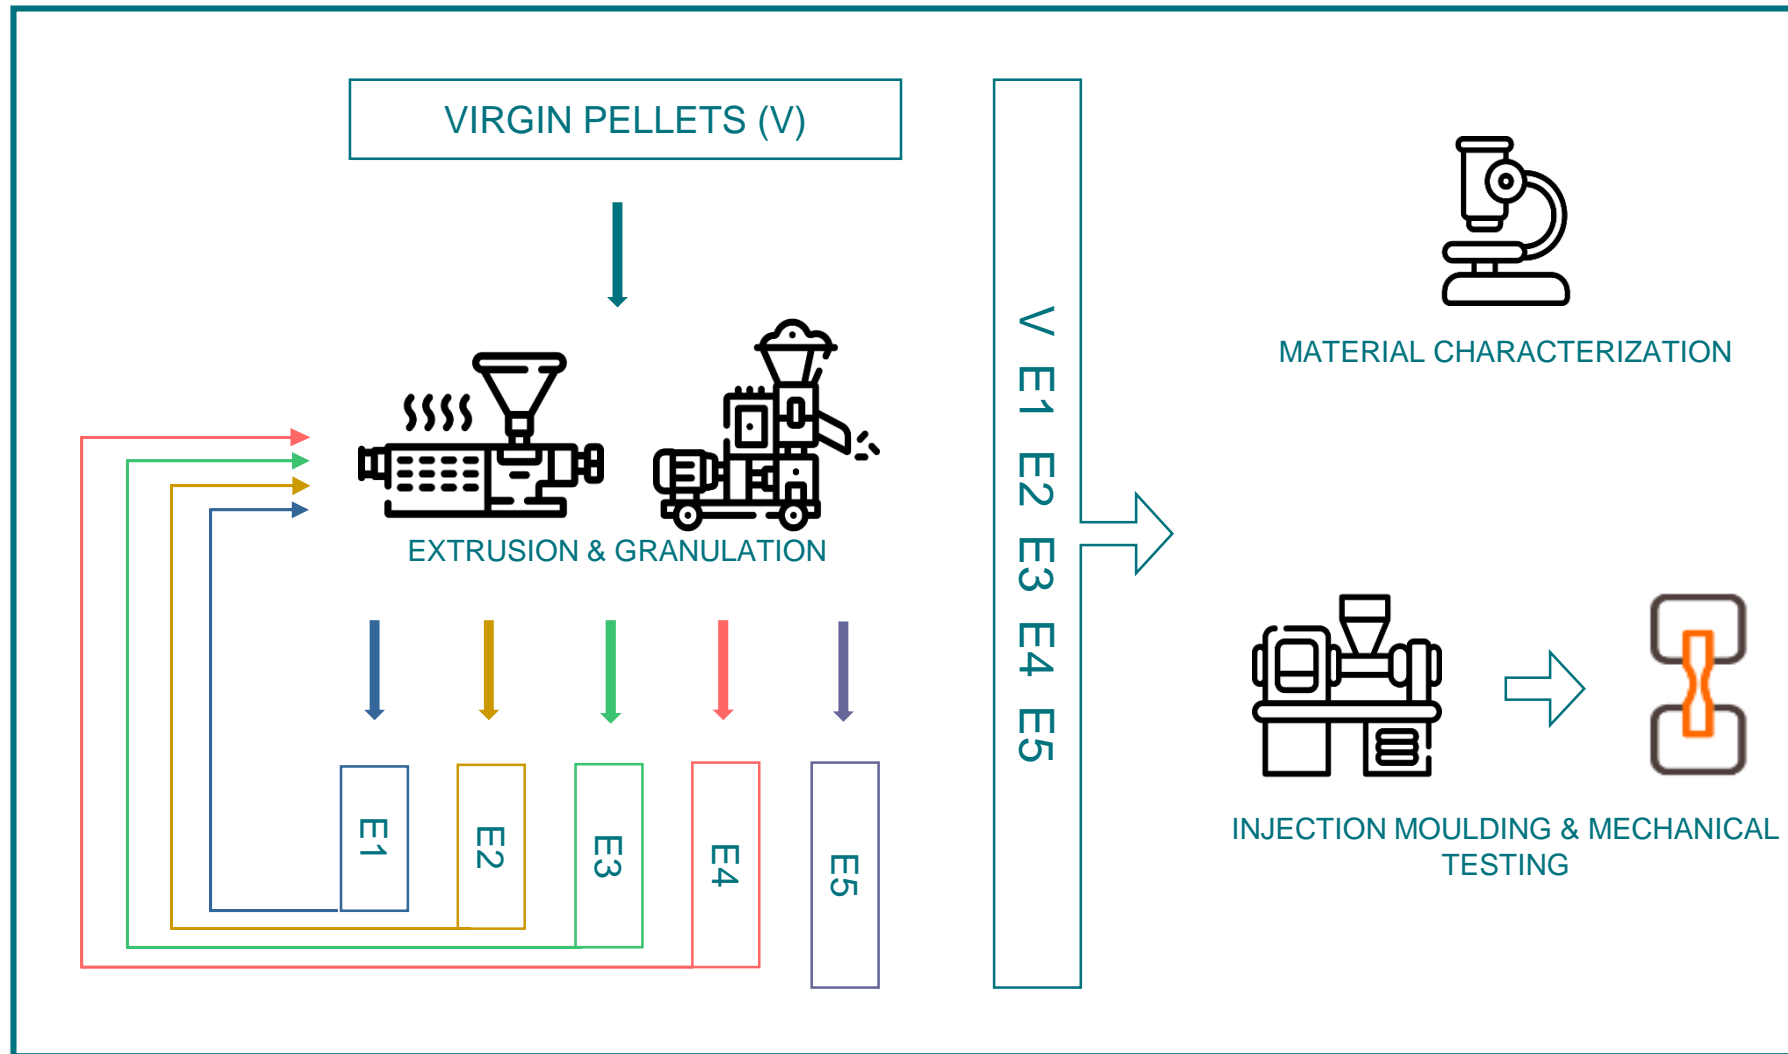 VIRGIN PELLETS (V)
EXTRUSION & GRANULATION
E1
E2
E3
E4
E5
V E1 E2 E3 E4 E5
MATERIAL CHARACTERIZATION
INJECTION MOULDING & MECHANICAL
TESTING